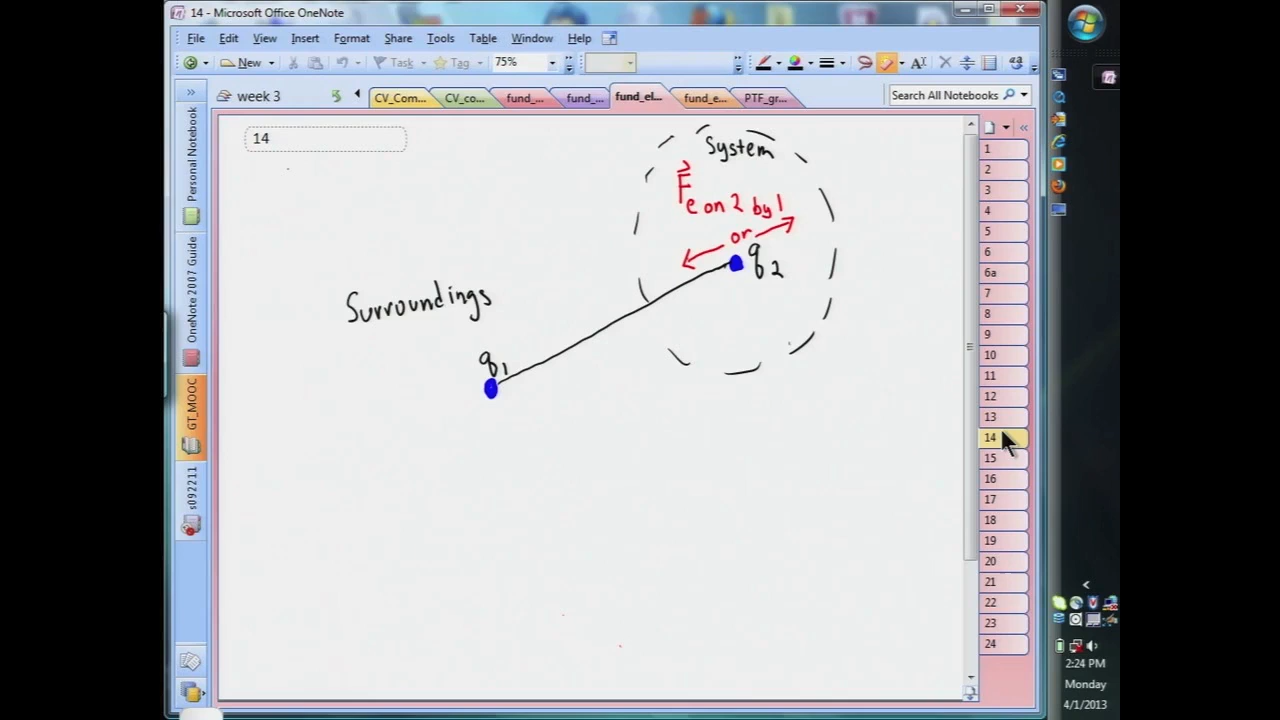 14 - Microsoft Office OneNote
File Edit View Insert Format Share Tools Table Window Help
New Task Tag 75%
week 3 CV_Com... CV_co... fund_... fund_... fund_el... fund_e... PTF_gr... Search All Notebooks
Personal Notebook
OneNote 2007 Guide
GT_MOOC
s092211
14
System
F e on 2 by 1
or
q2
Surroundings
q1
1
2
3
4
5
6
6a
7
8
9
10
11
12
13
14
15
16
17
18
19
20
21
22
23
24
2:24 PM
Monday
4/1/2013